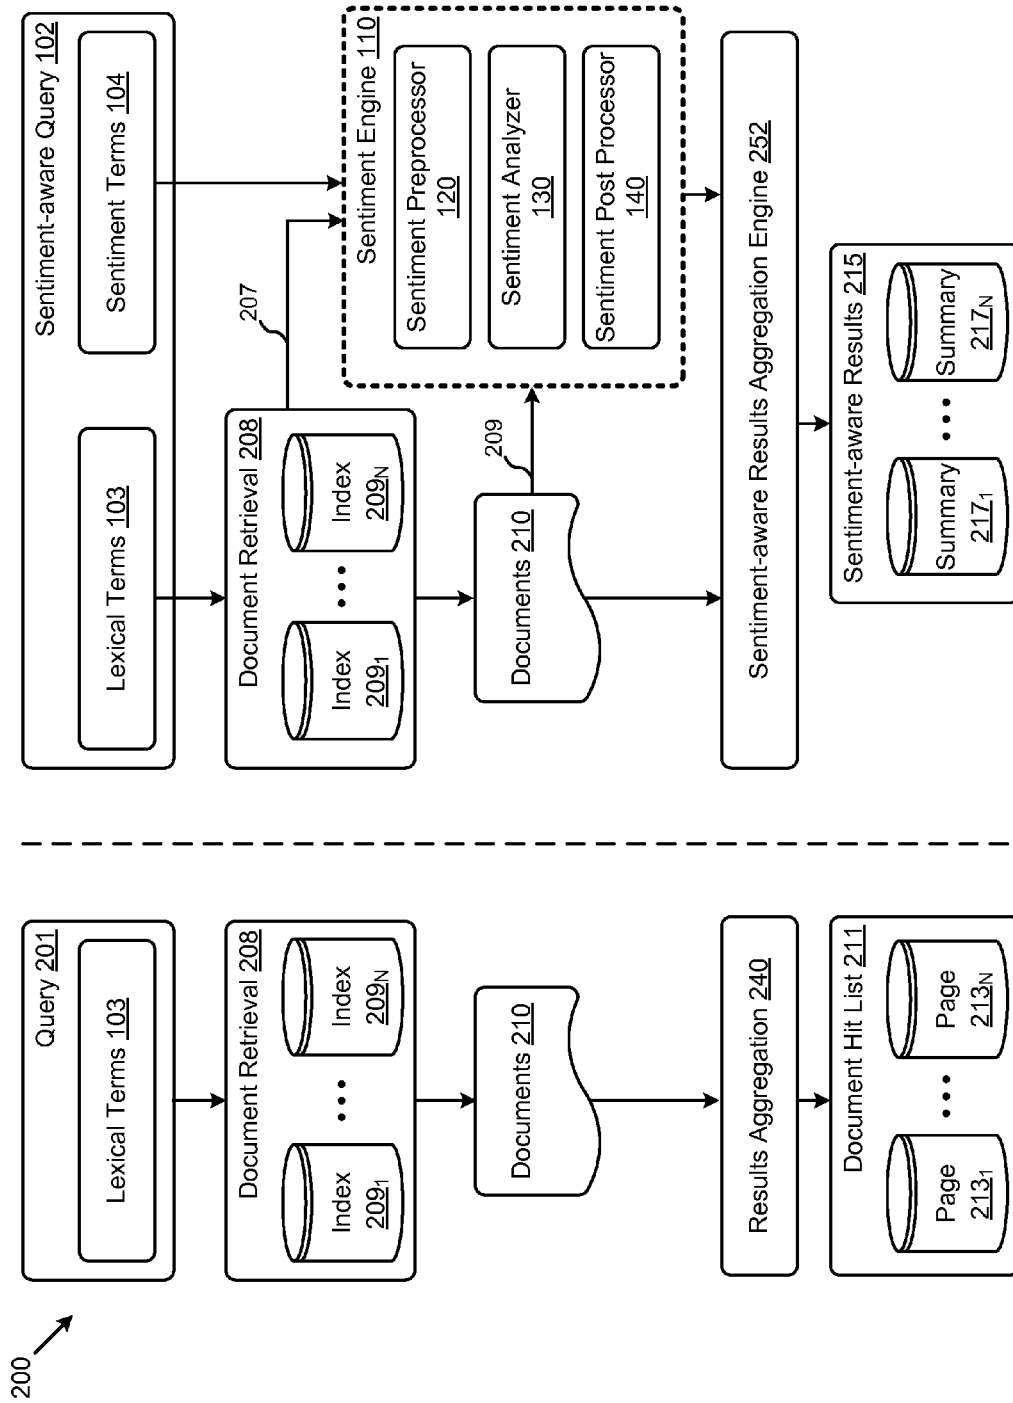 200
Query 201
Lexical Terms 103
Document Retrieval 208
Index
209₁
•••
Index
209N
Documents 210
Results Aggregation 240
Document Hit List 211
Page
213₁
•••
Page
213N
Sentiment-aware Query 102
Lexical Terms 103
Sentiment Terms 104
Document Retrieval 208
Index
209₁
•••
Index
209N
207
Sentiment Engine 110
Sentiment Preprocessor
120
Sentiment Analyzer
130
Sentiment Post Processor
140
Documents 210
209
Sentiment-aware Results Aggregation Engine 252
Sentiment-aware Results 215
Summary
217₁
•••
Summary
217N